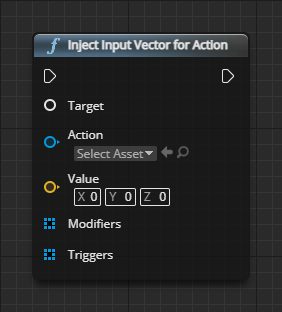 f Inject Input Vector for Action
Target
Action
Select Asset
Value
X 0 Y 0 Z 0
Modifiers
Triggers